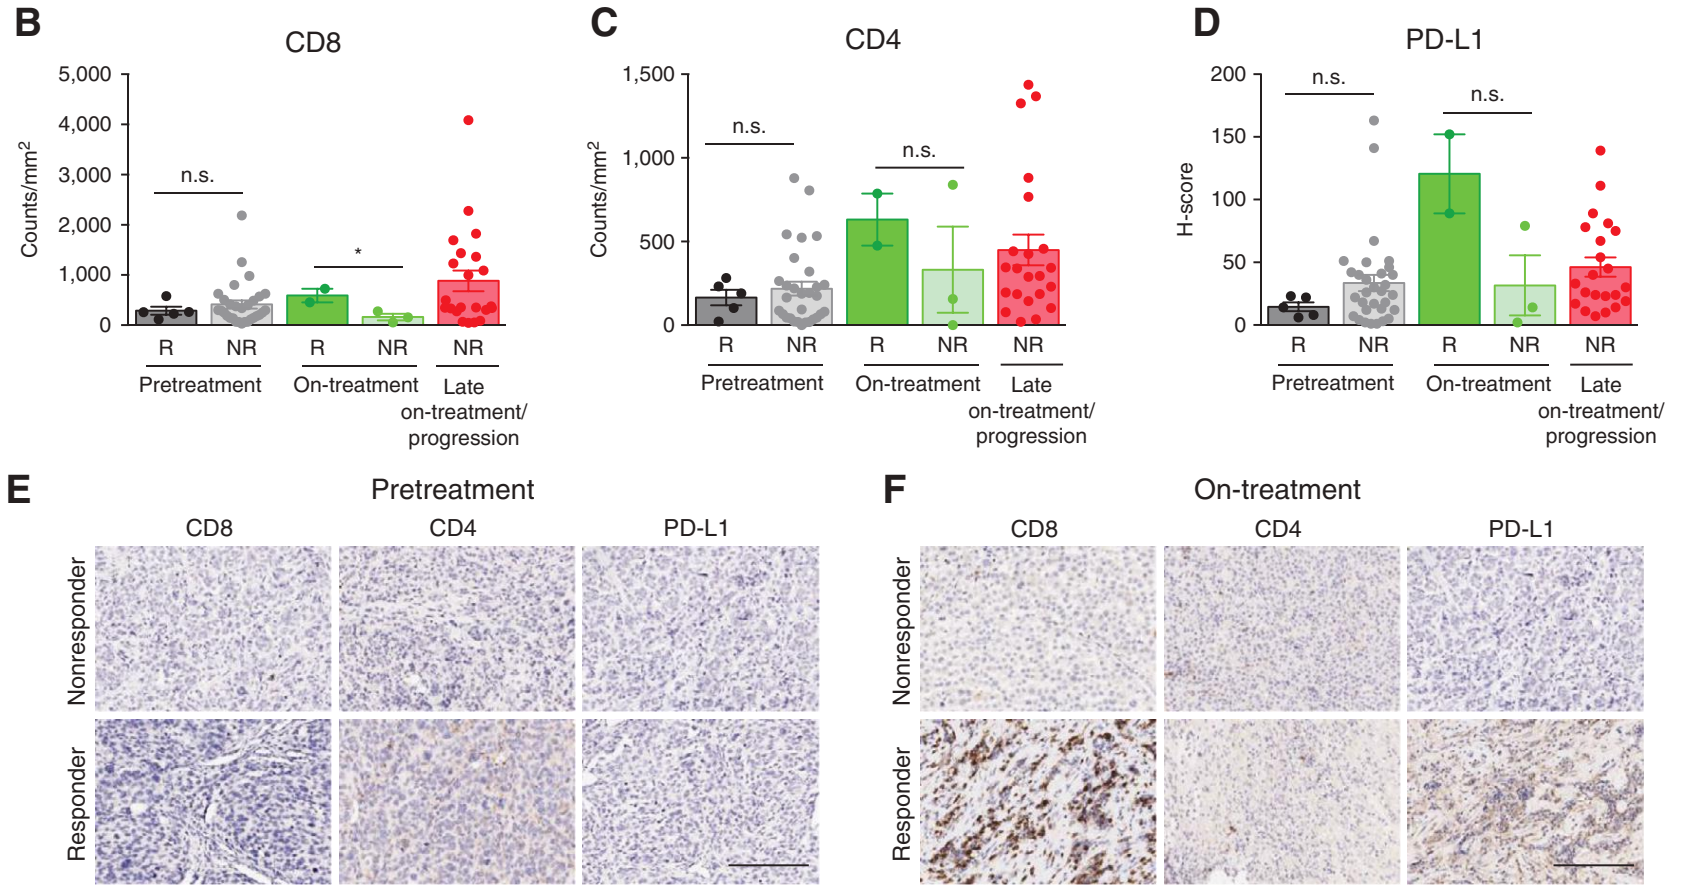 B
CD8
Counts/mm²
5,000
4,000
3,000
2,000
1,000
0
n.s.
*
R NR R NR NR
Pretreatment On-treatment Late
on-treatment/
progression
C
CD4
Counts/mm²
1,500
1,000
500
0
n.s.
n.s.
R NR R NR NR
Pretreatment On-treatment Late
on-treatment/
progression
D
PD-L1
H-score
200
150
100
50
0
n.s.
n.s.
R NR R NR NR
Pretreatment On-treatment Late
on-treatment/
progression
E
Pretreatment
CD8 CD4 PD-L1
Nonresponder
Responder
F
On-treatment
CD8 CD4 PD-L1
Nonresponder
Responder